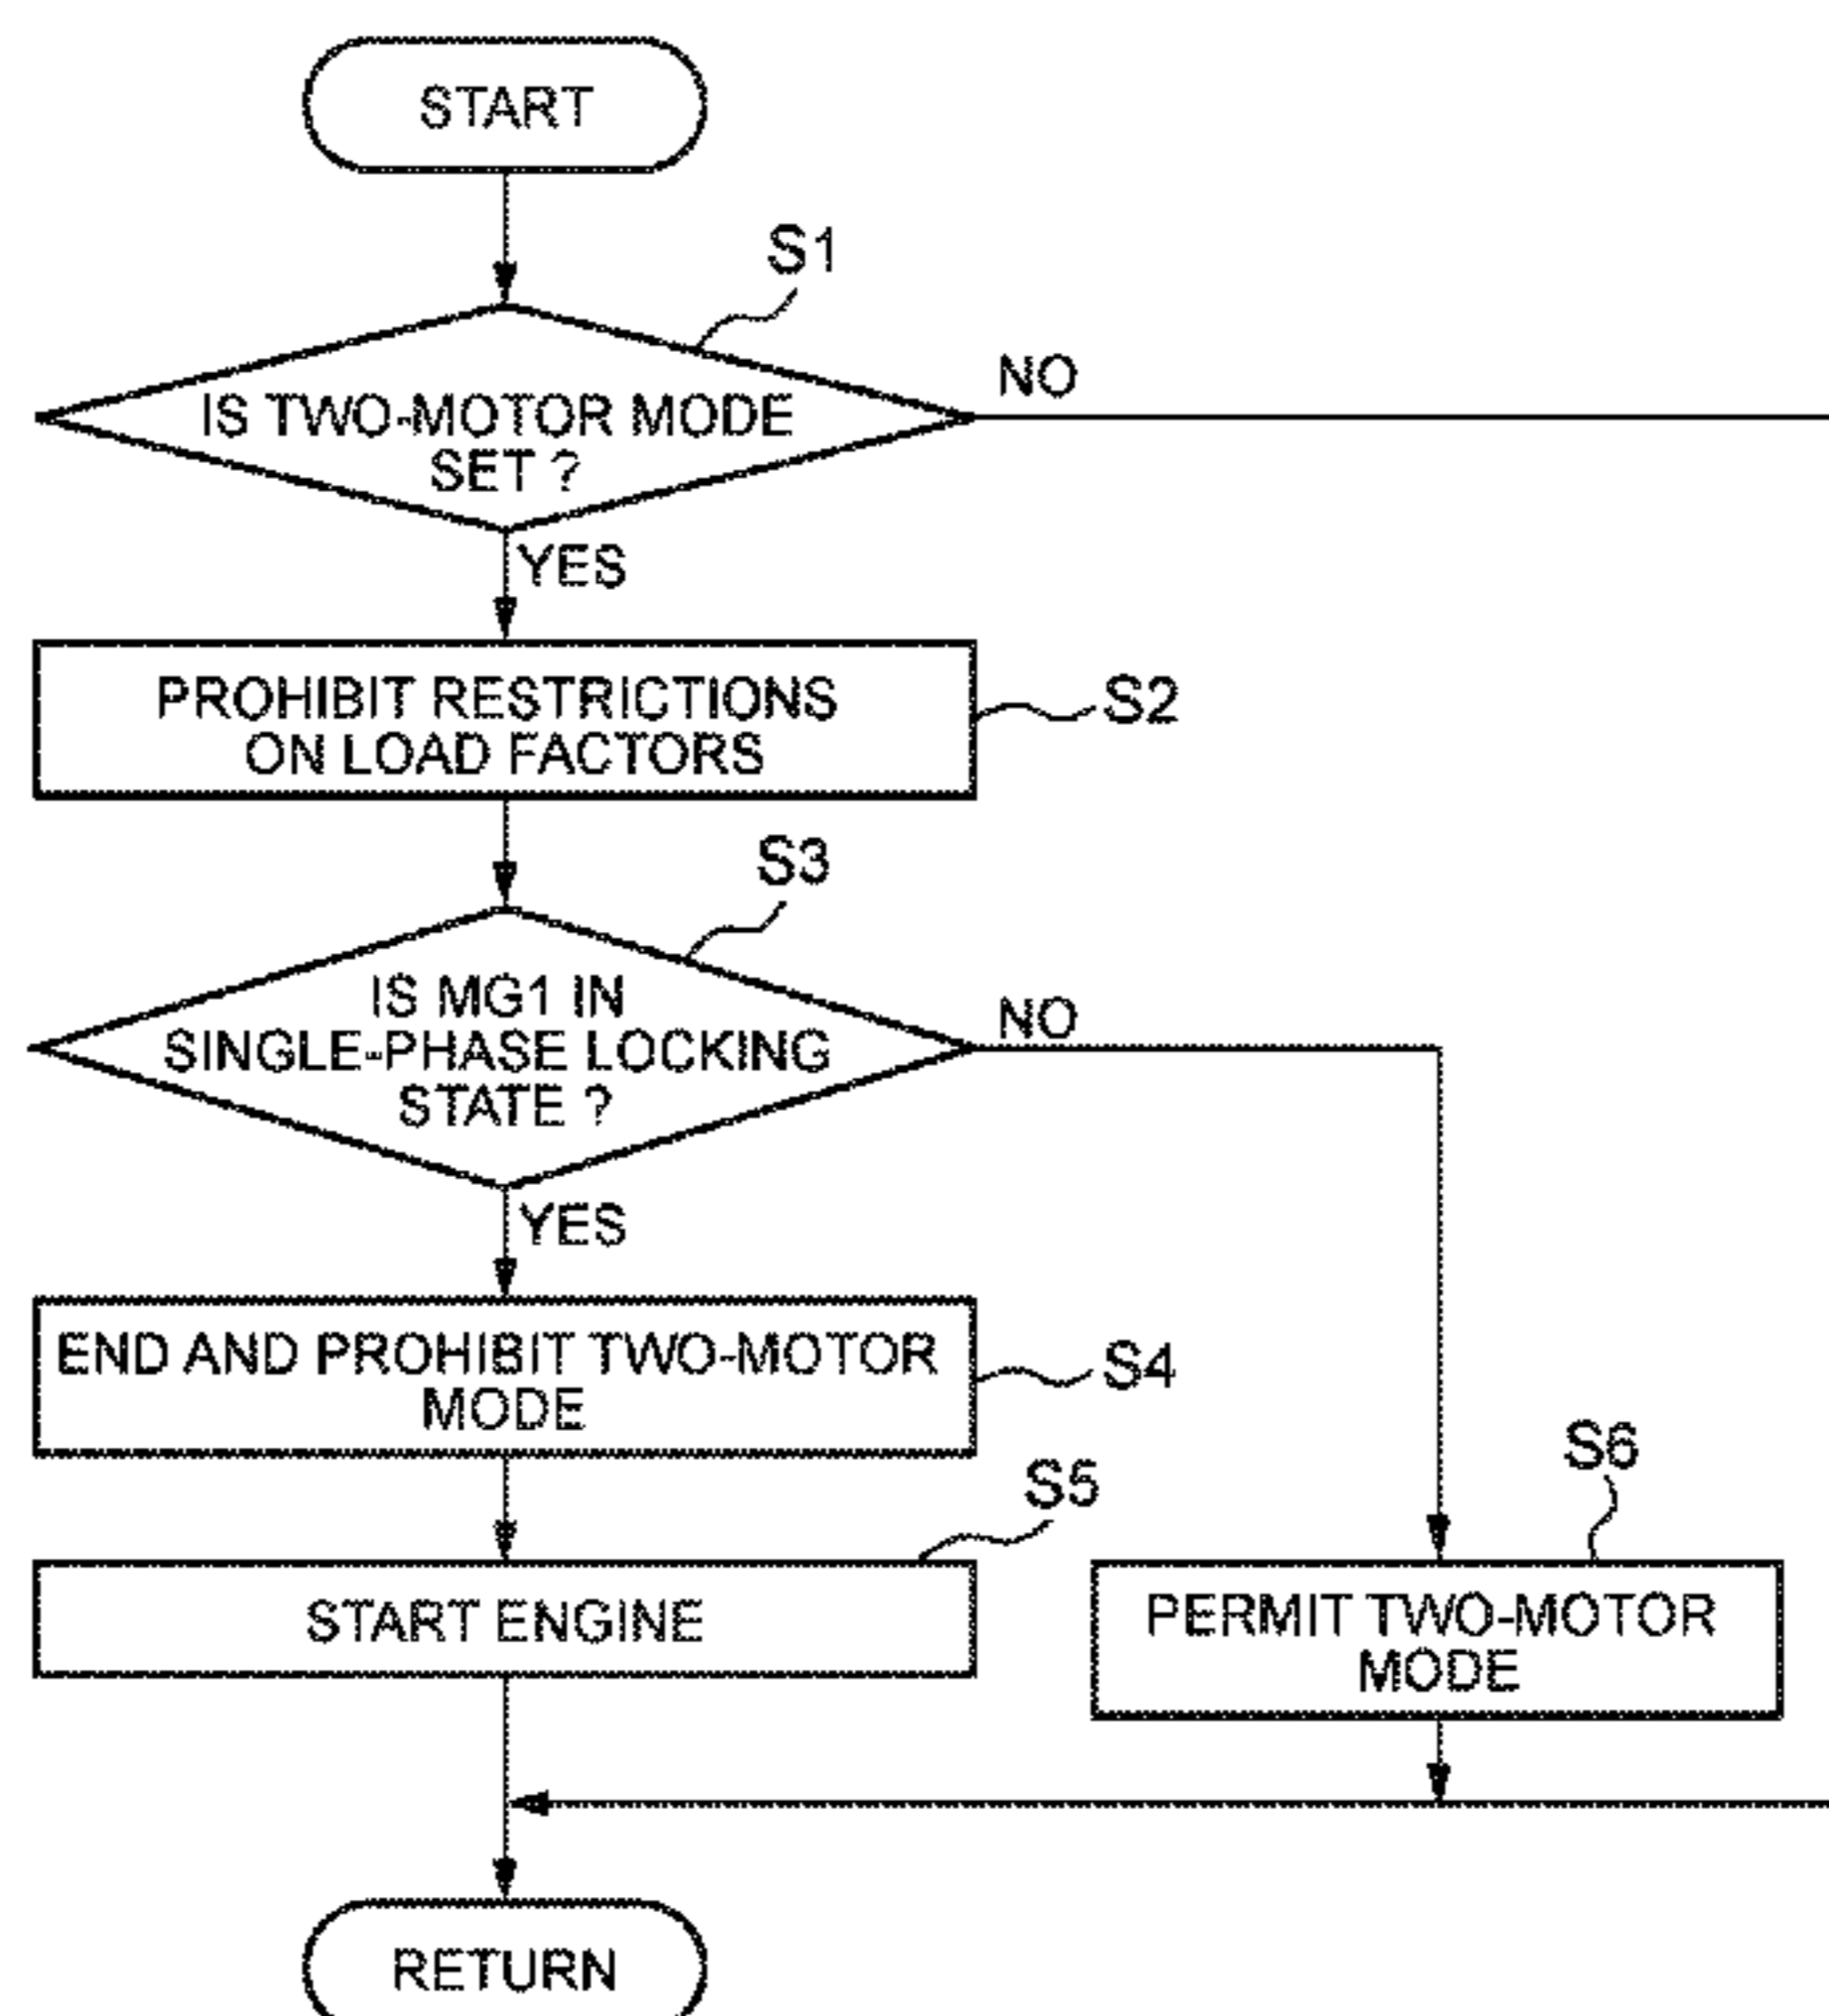 START
S1
IS TWO-MOTOR MODE
SET ?
NO
YES
PROHIBIT RESTRICTIONS
ON LOAD FACTORS
S2
S3
IS MG1 IN
SINGLE-PHASE LOCKING
STATE ?
NO
YES
END AND PROHIBIT TWO-MOTOR
MODE
S4
S5
START ENGINE
S6
PERMIT TWO-MOTOR
MODE
RETURN